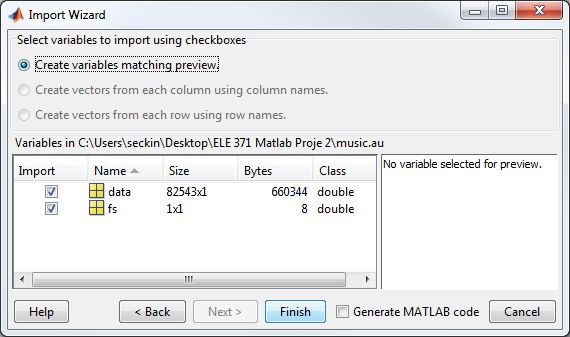 Import Wizard
Select variables to import using checkboxes
Create variables matching preview.
Create vectors from each column using column names.
Create vectors from each row using row names.
Variables in C:\Users\seckin\Desktop\ELE 371 Matlab Proje 2\music.au
Import Name Size Bytes Class
No variable selected for preview.
data 82543x1 660344 double
fs 1x1 8 double
Help < Back Next > Finish Generate MATLAB code Cancel